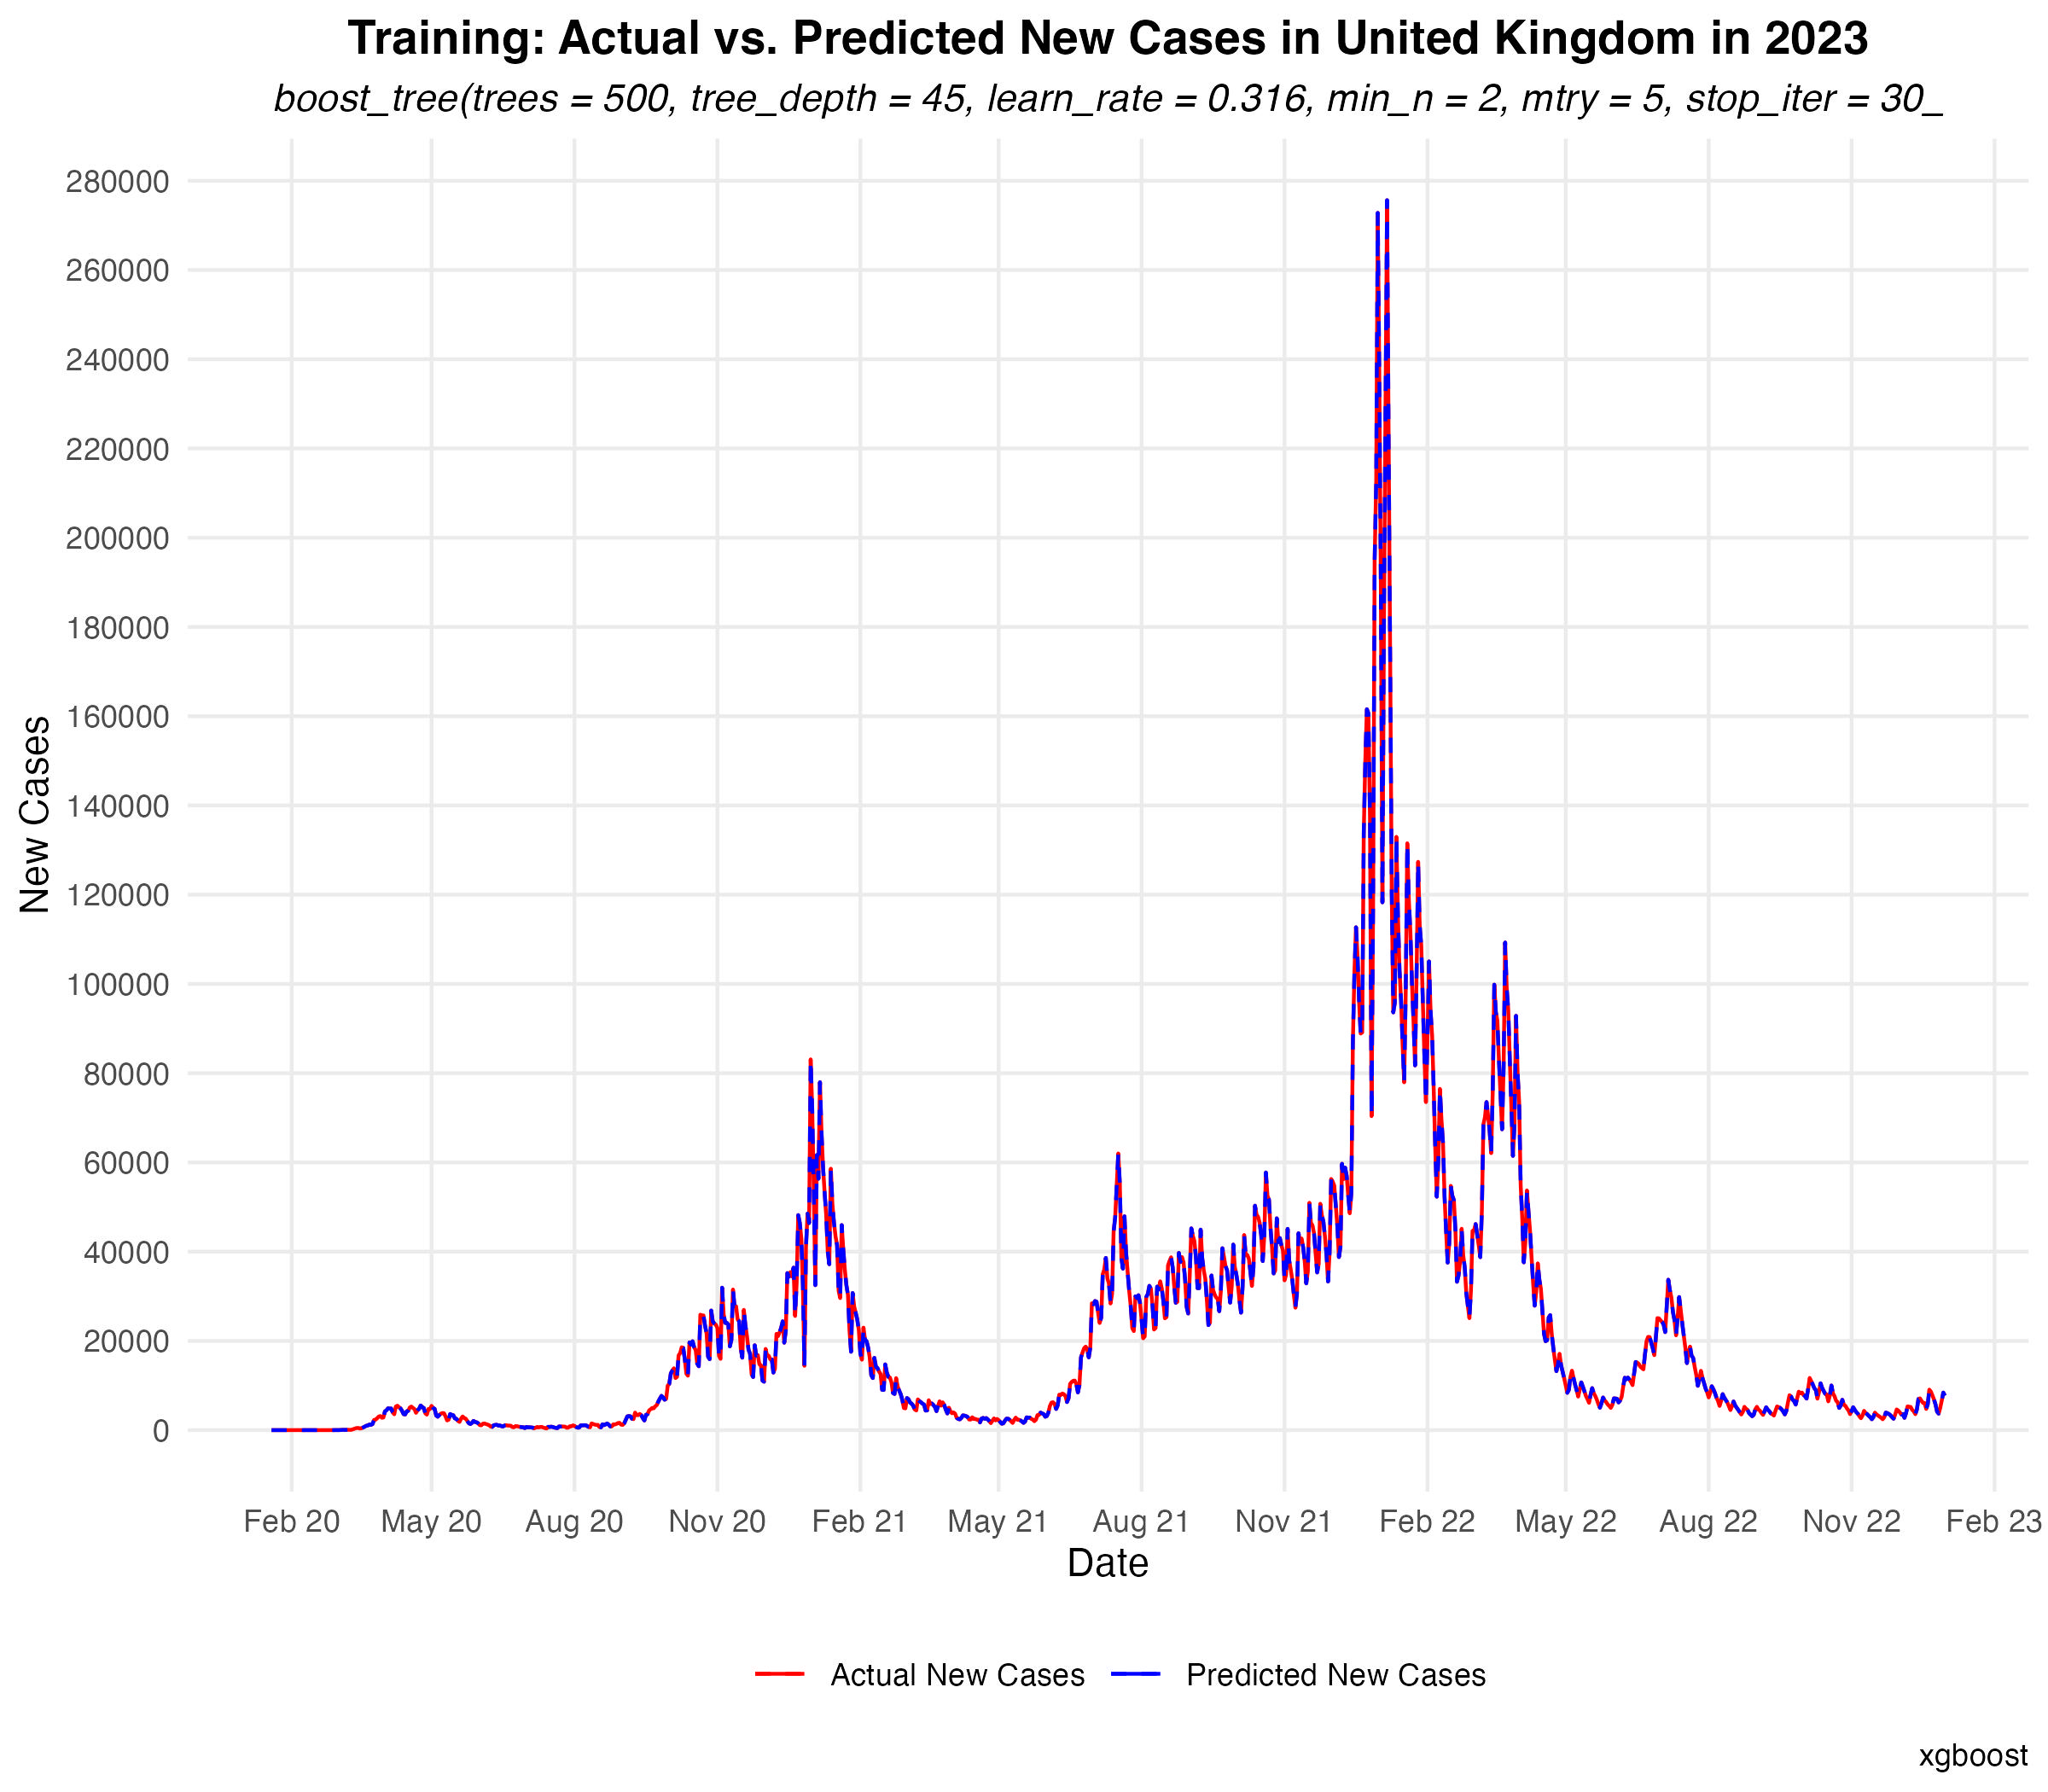 Training: Actual vs. Predicted New Cases in United Kingdom in 2023
boost_tree(trees = 500, tree_depth = 45, learn_rate = 0.316, min_n = 2, mtry = 5, stop_iter = 30_
New Cases
280000
260000
240000
220000
200000
180000
160000
140000
120000
100000
80000
60000
40000
20000
0
Feb 20 May 20 Aug 20 Nov 20 Feb 21 May 21 Aug 21 Nov 21 Feb 22 May 22 Aug 22 Nov 22 Feb 23
Date
Actual New Cases Predicted New Cases
xgboost